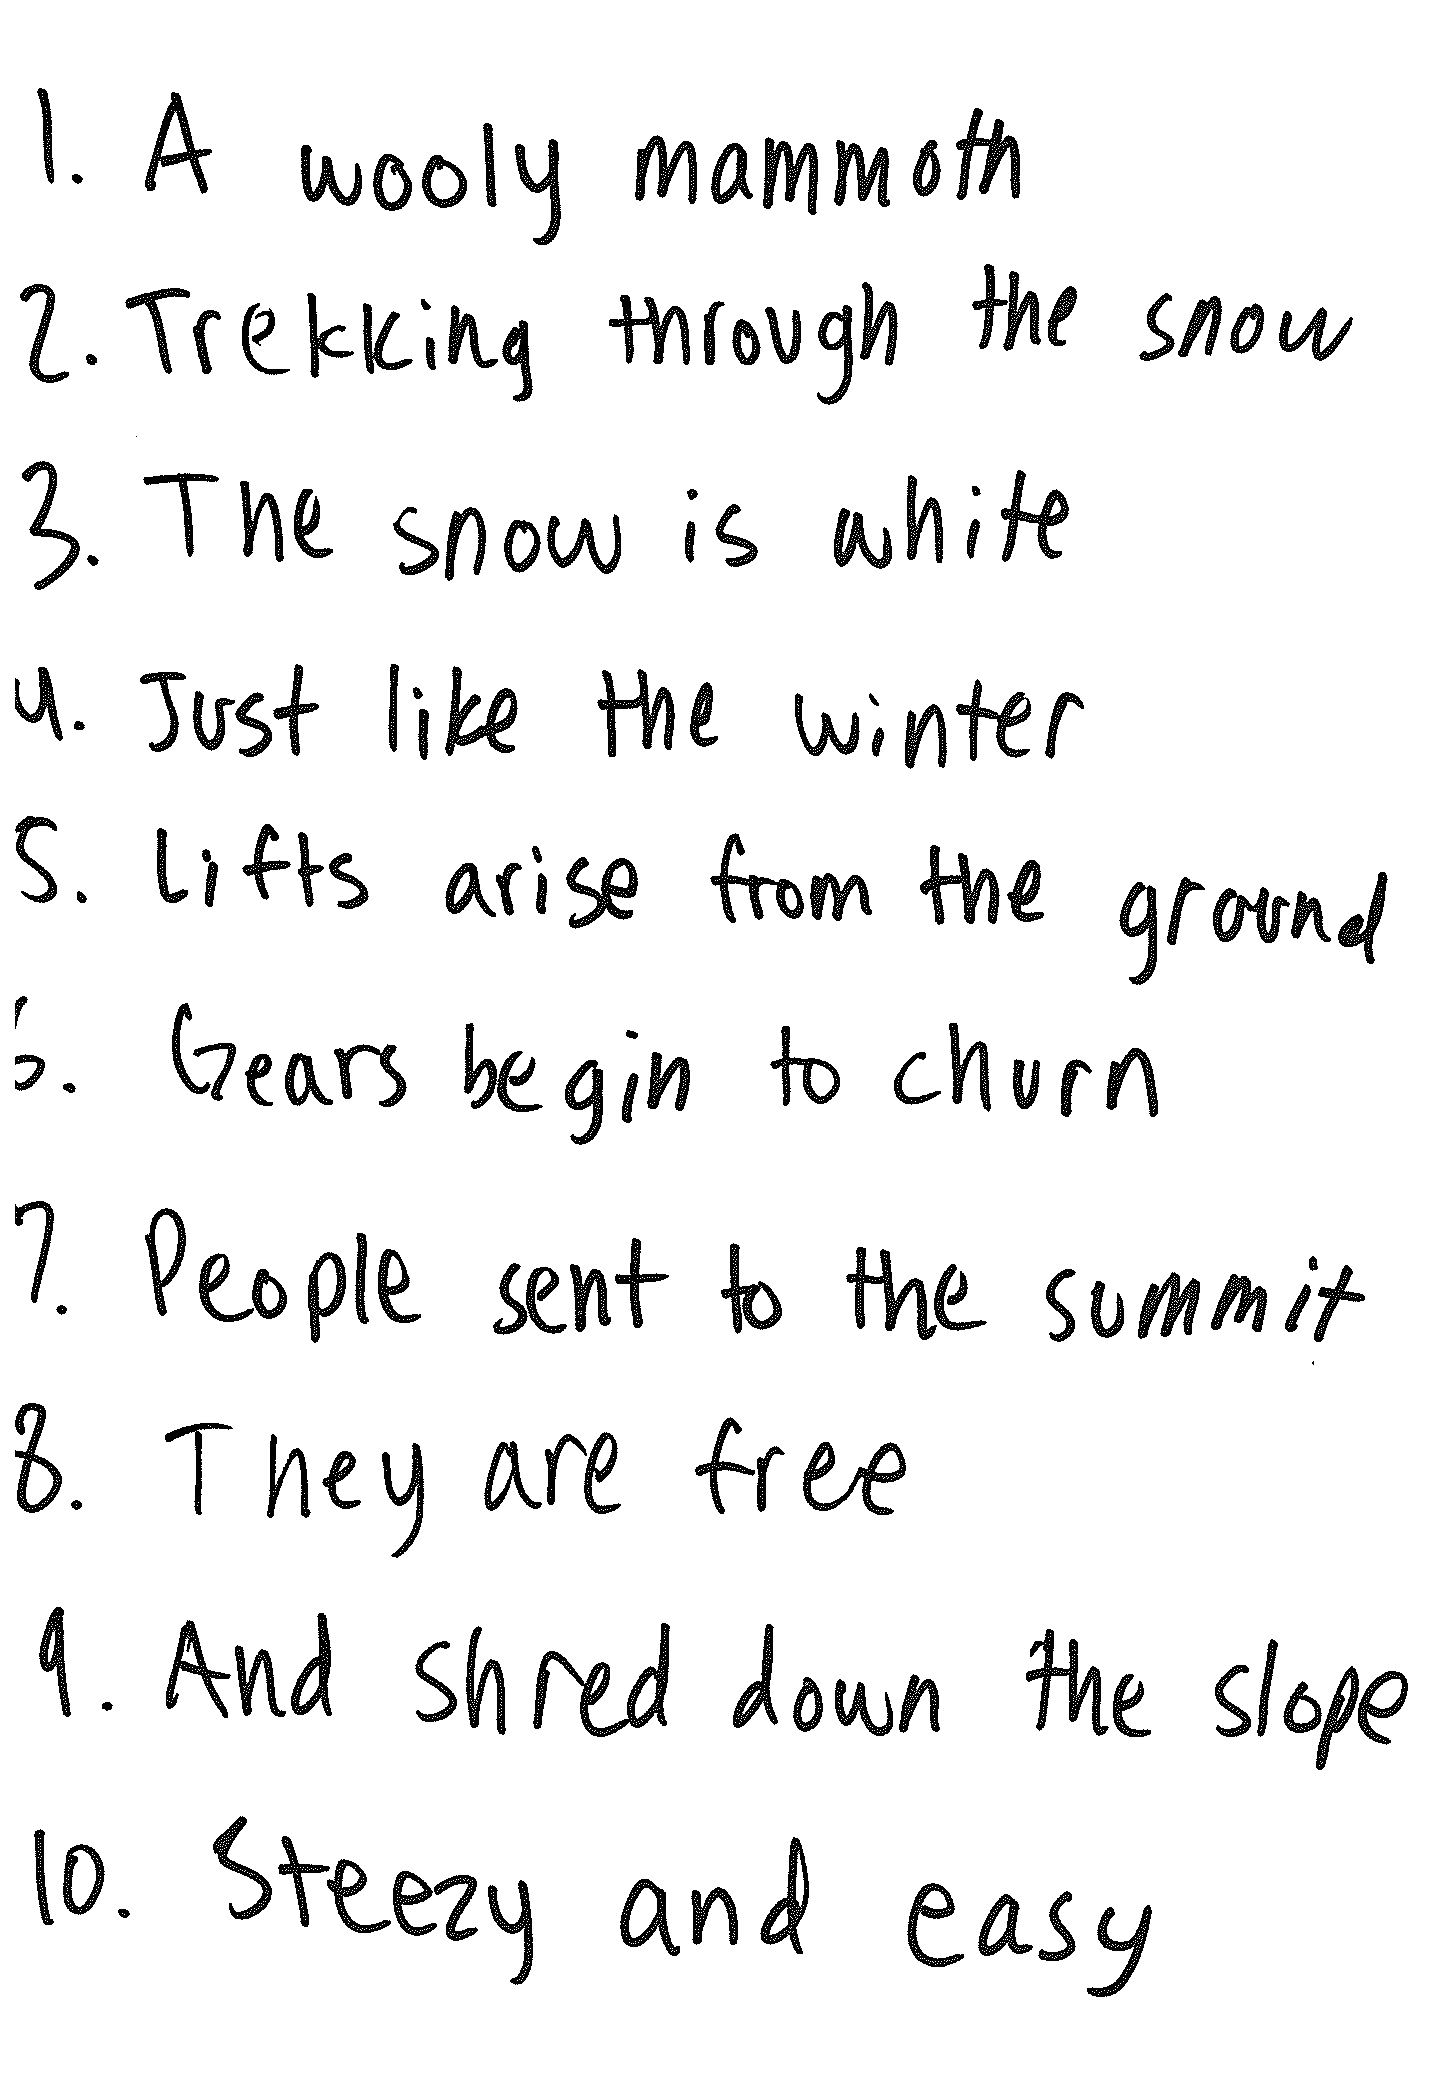 1. A wooly mammoth
2. Trekking through the snow
3. The snow is white
4. Just like the winter
5. Lifts arise from the ground
6. Gears begin to churn
7. People sent to the summit
8. They are free
9. And shred down the slope
10. Steezy and easy